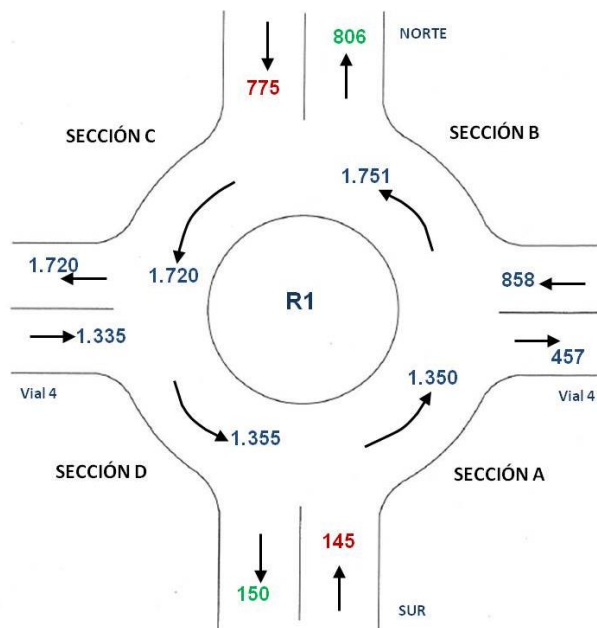 806
NORTE
775
SECCIÓN C
SECCIÓN B
1.751
1.720
1.720
858
R1
1.335
457
1.350
Vial 4
Vial 4
1.355
SECCIÓN D
SECCIÓN A
145
150
SUR